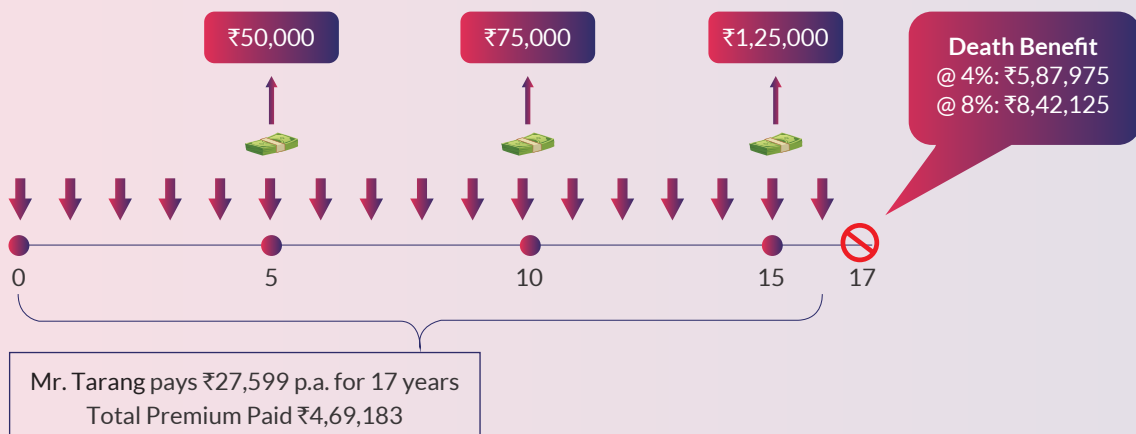 ₹50,000
₹75,000
₹1,25,000
Death Benefit
@ 4%: ₹5,87,975
@ 8%: ₹8,42,125
0
5
10
15
17
Mr. Tarang pays ₹27,599 p.a. for 17 years
Total Premium Paid ₹4,69,183